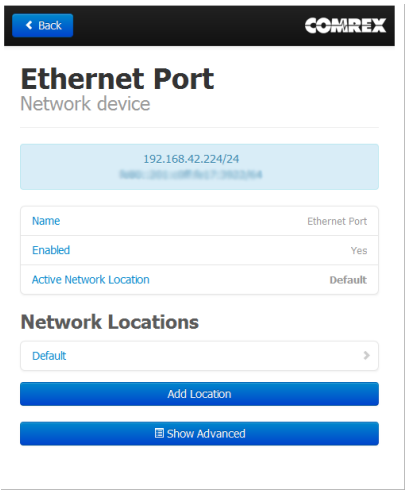 Back
COMREX
Ethernet Port
Network device
192.168.42.224/24
Name
Ethernet Port
Enabled
Yes
Active Network Location
Default
Network Locations
Default
Add Location
Show Advanced